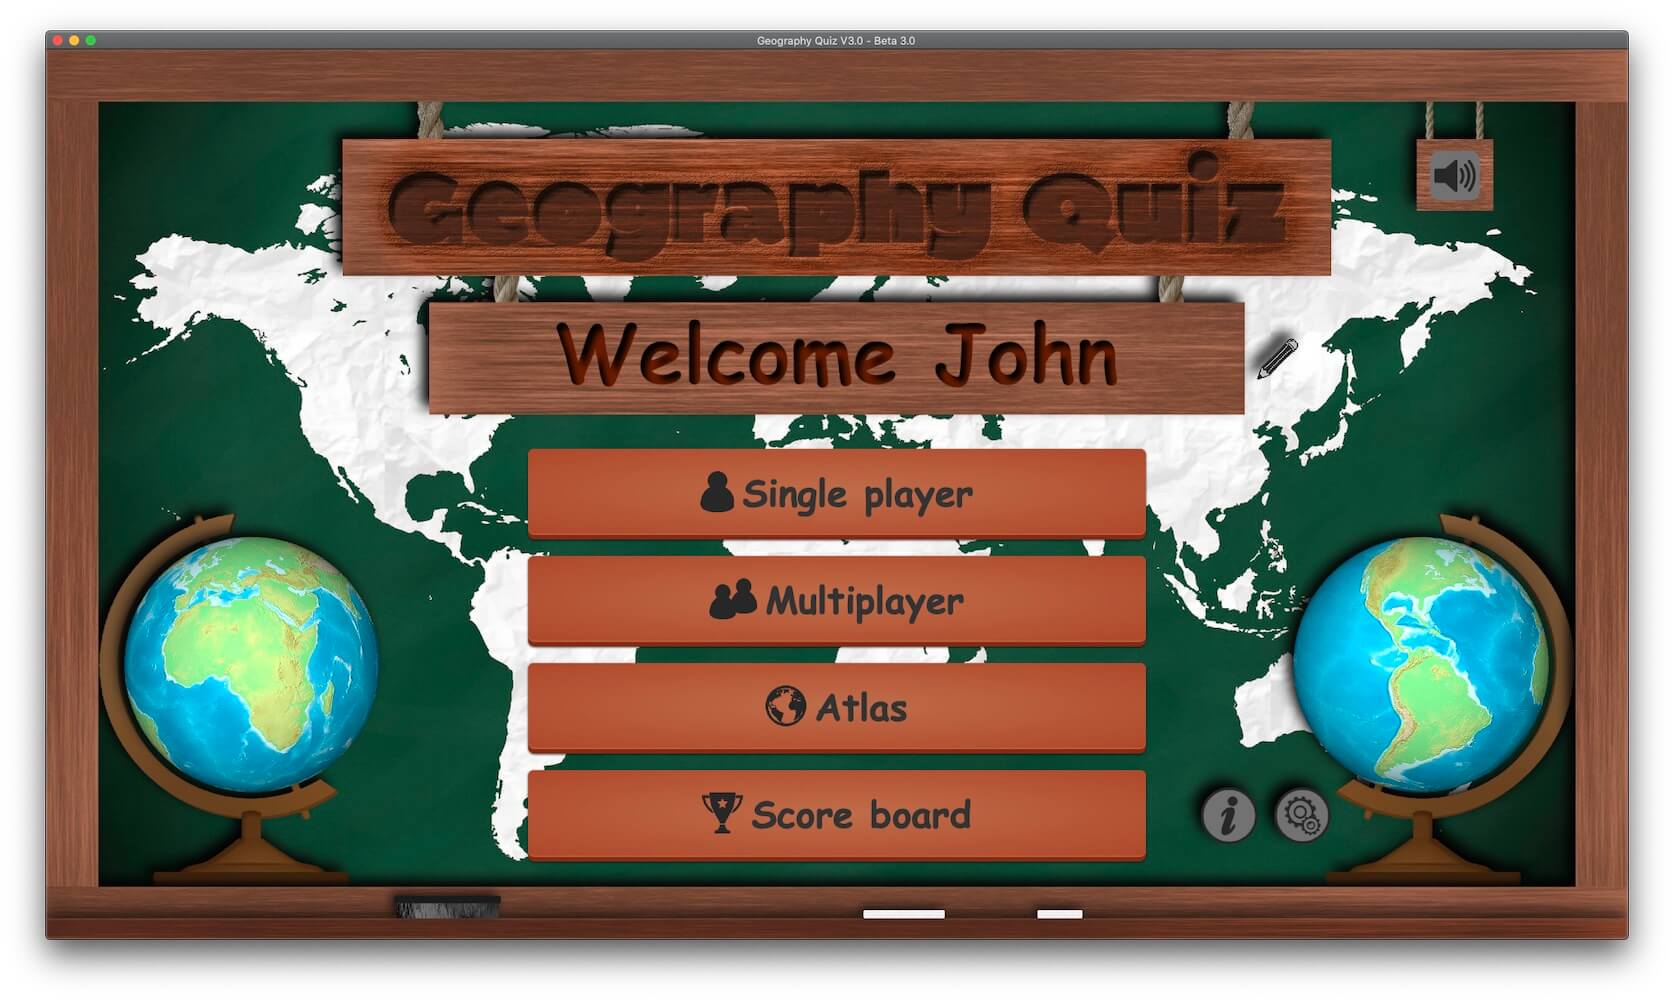 Geography Quiz V3.0 - Beta 3.0
Geography Quiz
Welcome John
Single player
Multiplayer
Atlas
Score board
i